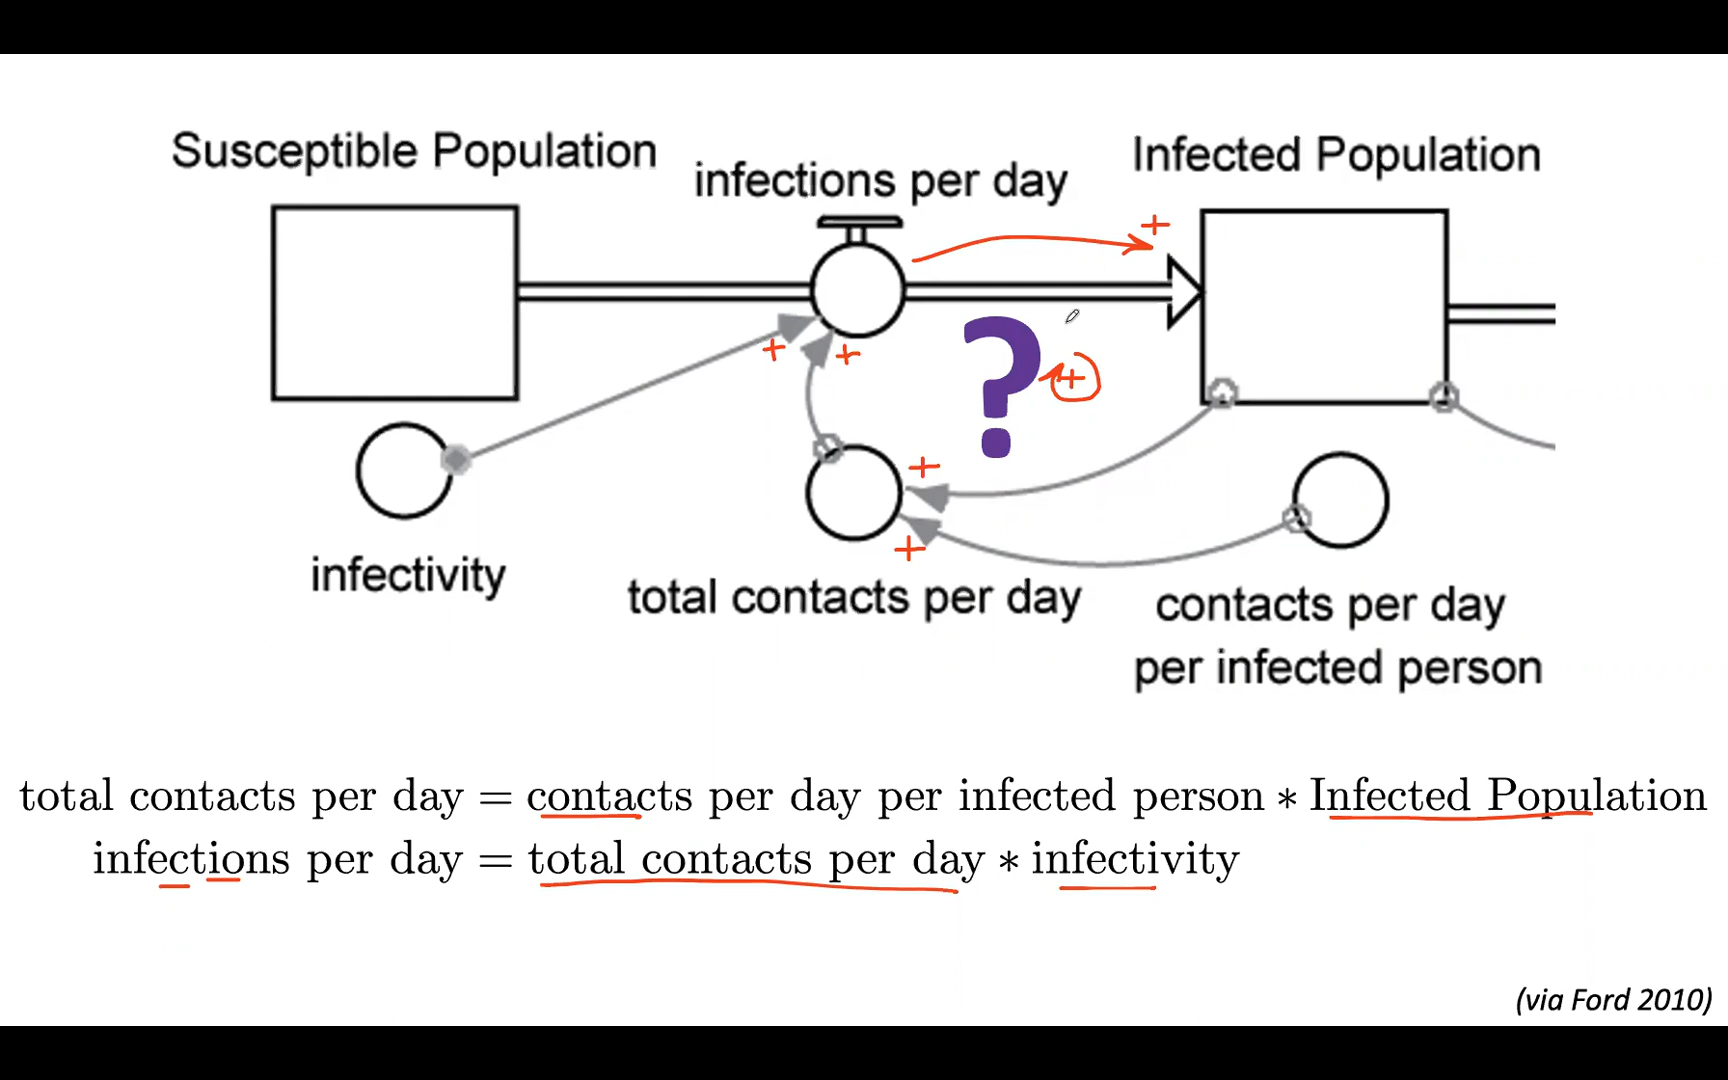 Susceptible Population
infections per day
Infected Population
+
+
+
?
+
+
+
infectivity
total contacts per day
contacts per day
per infected person
total contacts per day = contacts per day per infected person * Infected Population
infections per day = total contacts per day * infectivity
(via Ford 2010)